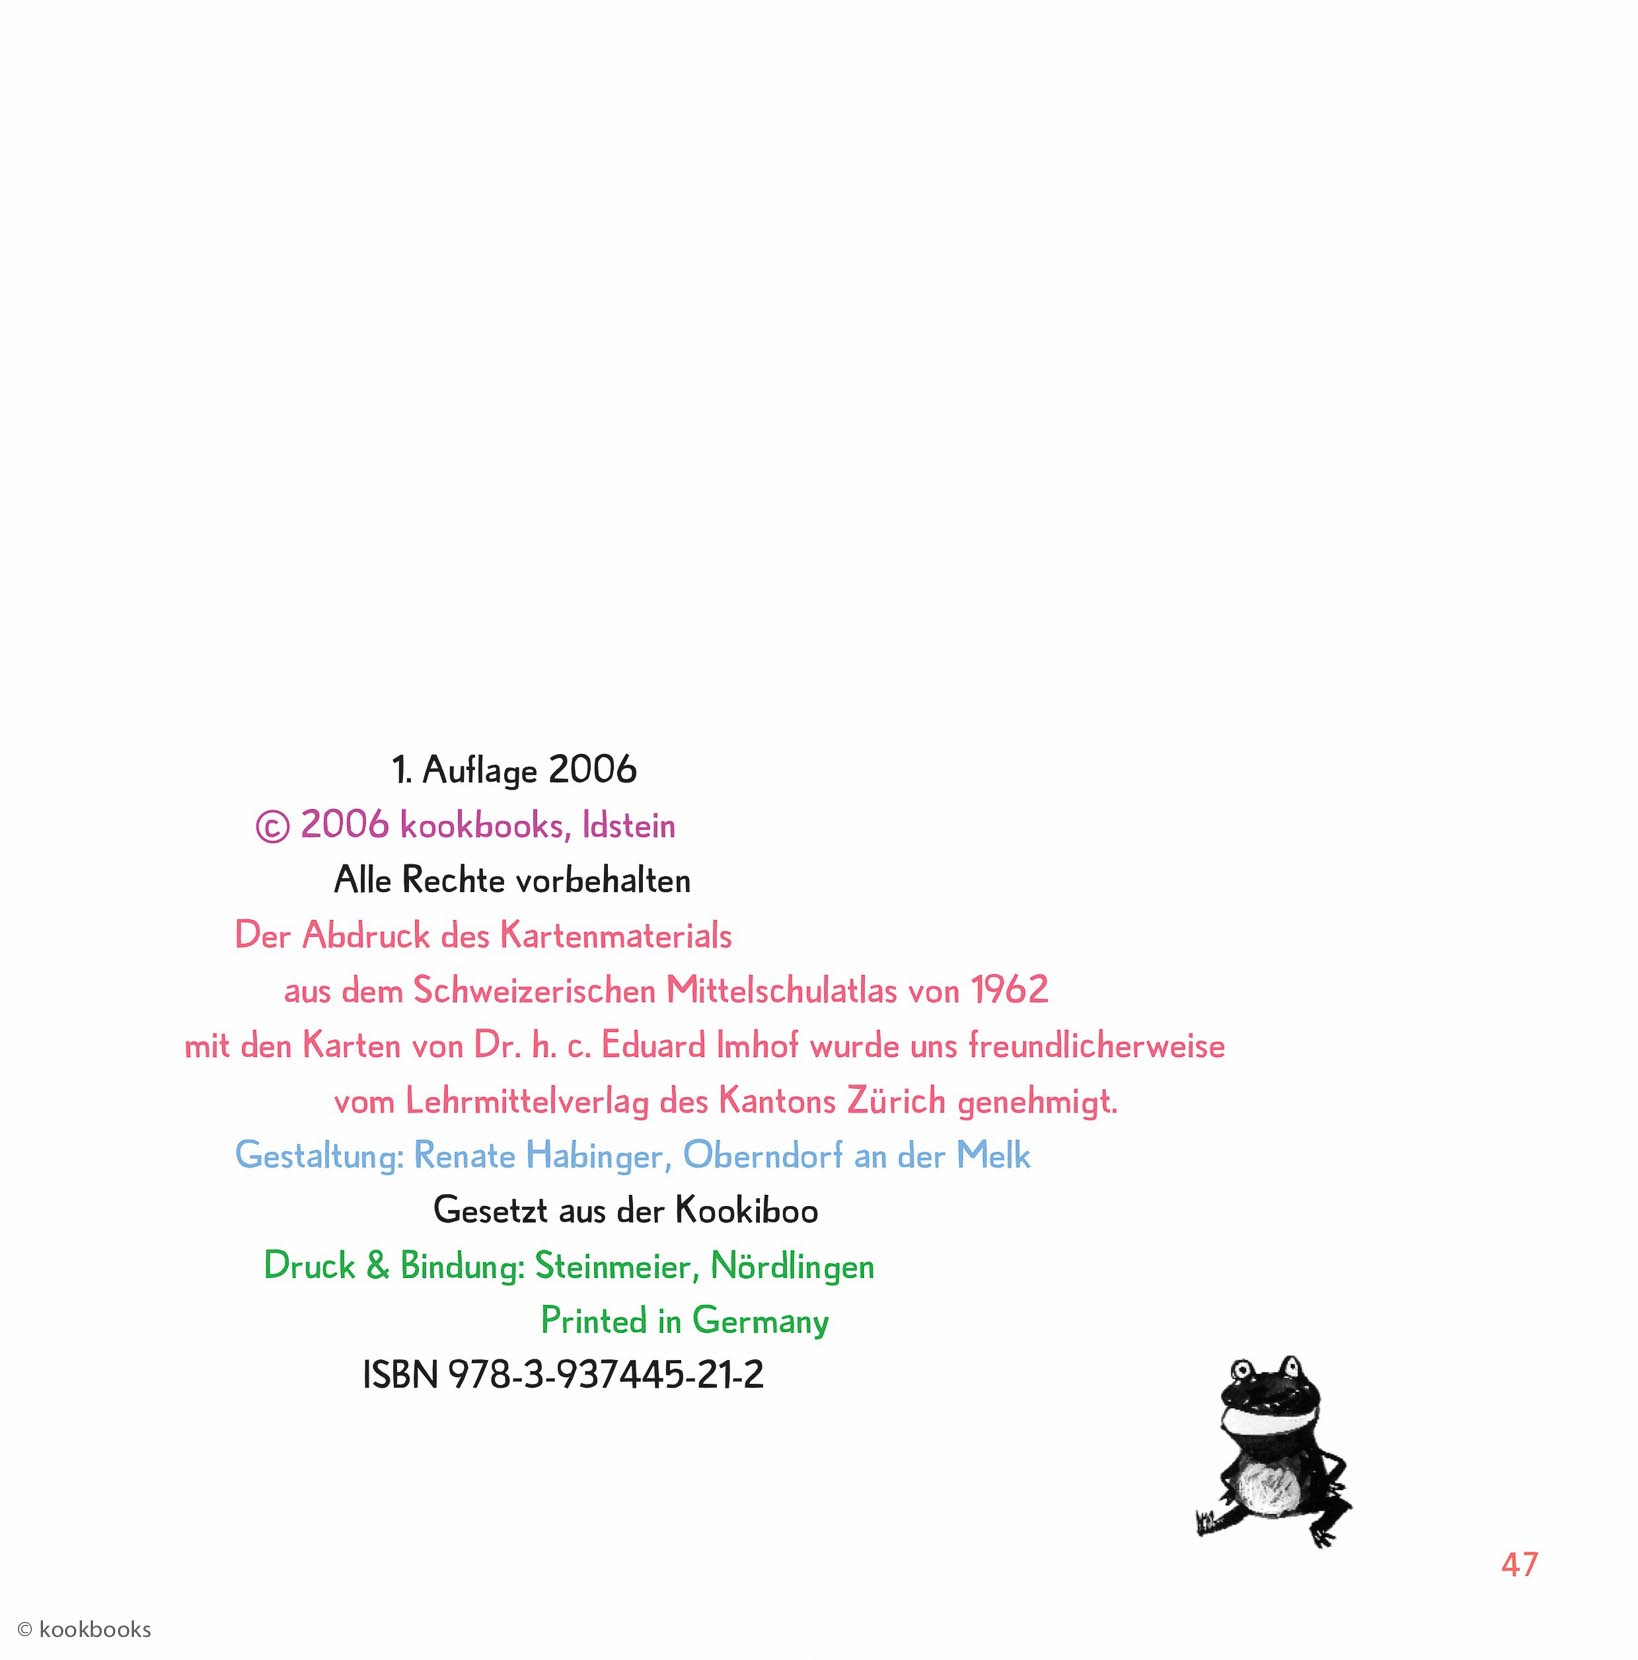 1. Auflage 2006
© 2006 kookbooks, Idstein
Alle Rechte vorbehalten
Der Abdruck des Kartenmaterials
aus dem Schweizerischen Mittelschulatlas von 1962
mit den Karten von Dr. h. c. Eduard Imhof wurde uns freundlicherweise
vom Lehrmittelverlag des Kantons Zürich genehmigt.
Gestaltung: Renate Habinger, Oberndorf an der Melk
Gesetzt aus der Kookiboo
Druck & Bindung: Steinmeier, Nördlingen
Printed in Germany
ISBN 978-3-937445-21-2
47
© kookbooks